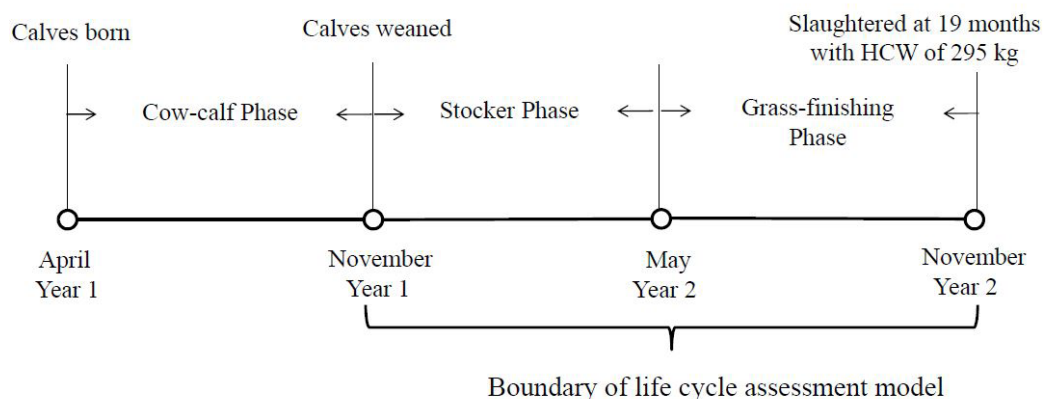 Calves born
Calves weaned
Slaughtered at 19 months
with HCW of 295 kg
Cow-calf Phase
Stocker Phase
Grass-finishing
Phase
April
Year 1
November
Year 1
May
Year 2
November
Year 2
Boundary of life cycle assessment model